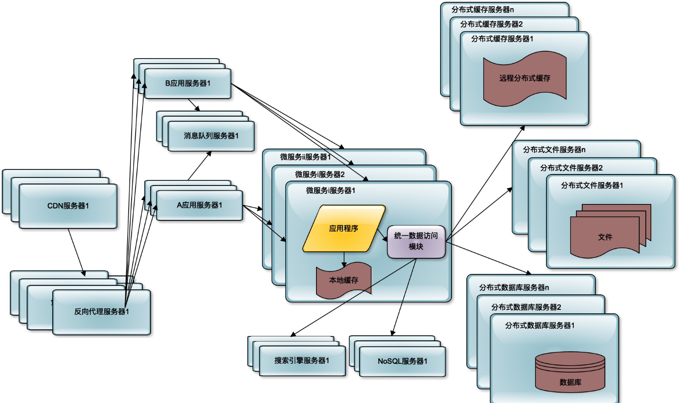 分布式缓存服务器n
分布式缓存服务器2
分布式缓存服务器1
远程分布式缓存
B应用服务器1
消息队列服务器1
A应用服务器1
CDN服务器1
反向代理服务器1
微服务ii服务器1
微服务i服务器2
微服务i服务器1
应用程序
统一数据访问
模块
本地缓存
分布式文件服务器n
分布式文件服务器2
分布式文件服务器1
文件
分布式数据库服务器n
分布式数据库服务器2
分布式数据库服务器1
数据库
搜索引擎服务器1
NoSQL服务器1